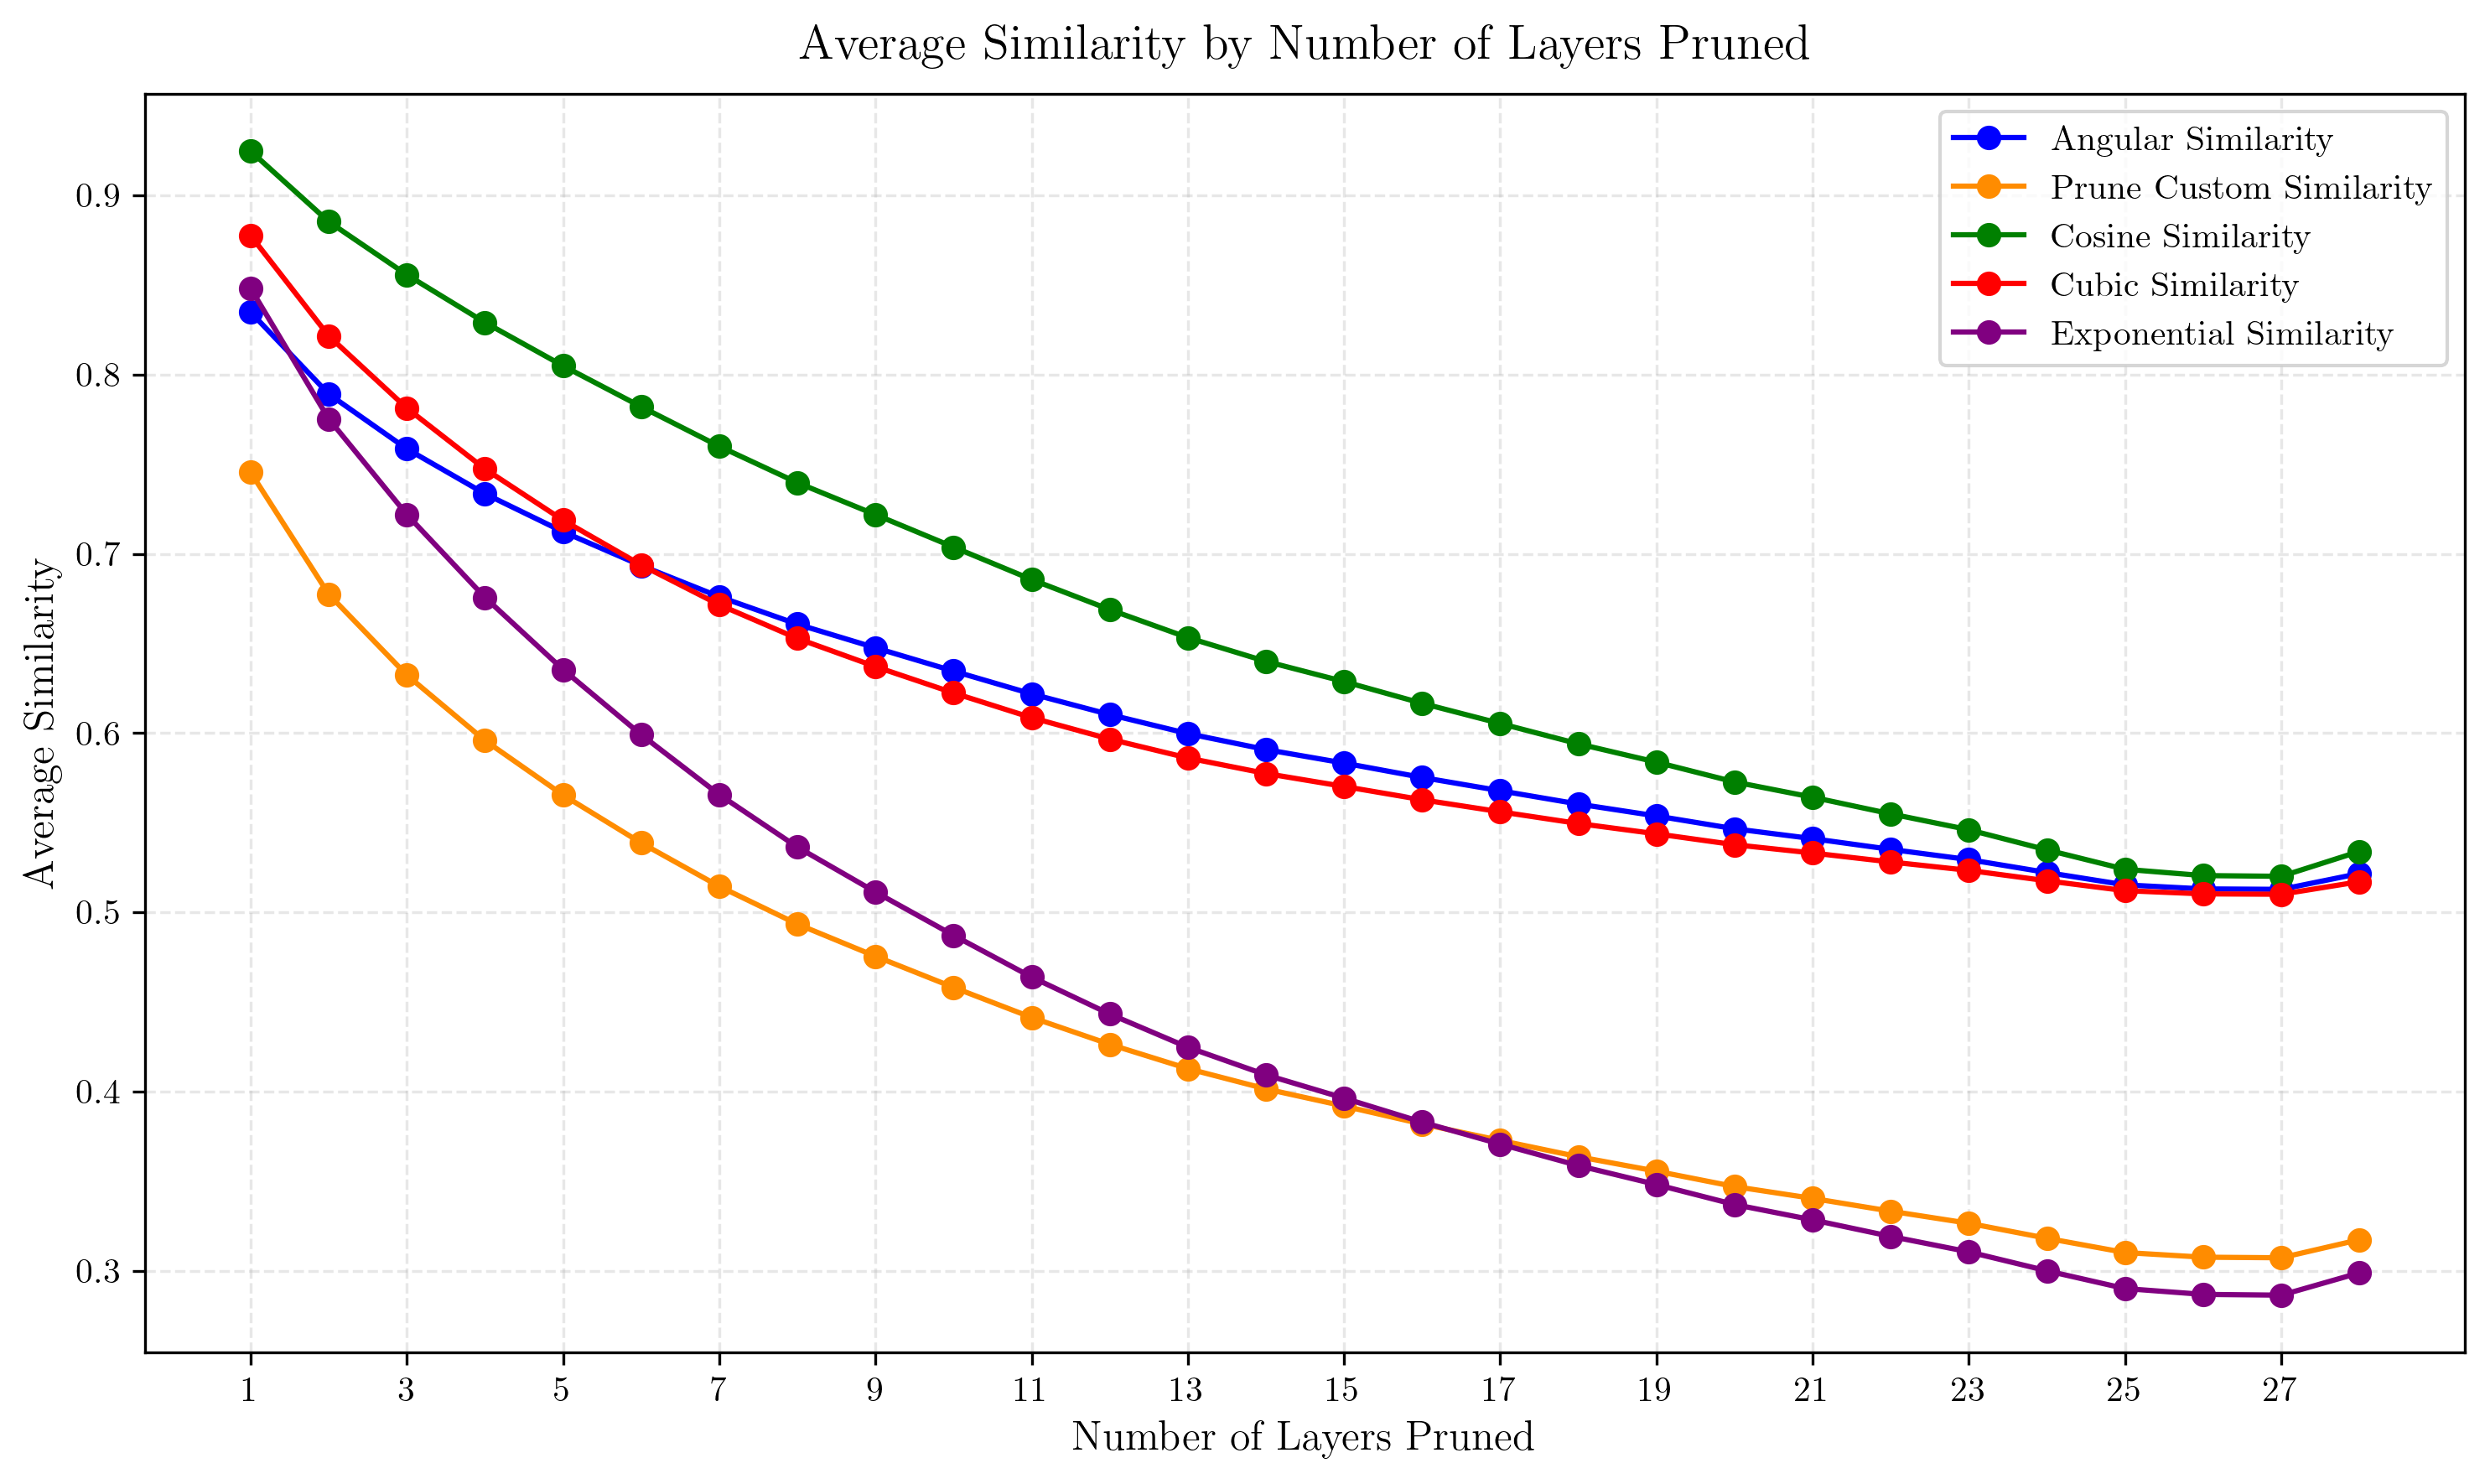 Average Similarity by Number of Layers Pruned
Angular Similarity
Prune Custom Similarity
Cosine Similarity
Cubic Similarity
Exponential Similarity
Average Similarity
0.9
0.8
0.7
0.6
0.5
0.4
0.3
1 3 5 7 9 11 13 15 17 19 21 23 25 27
Number of Layers Pruned